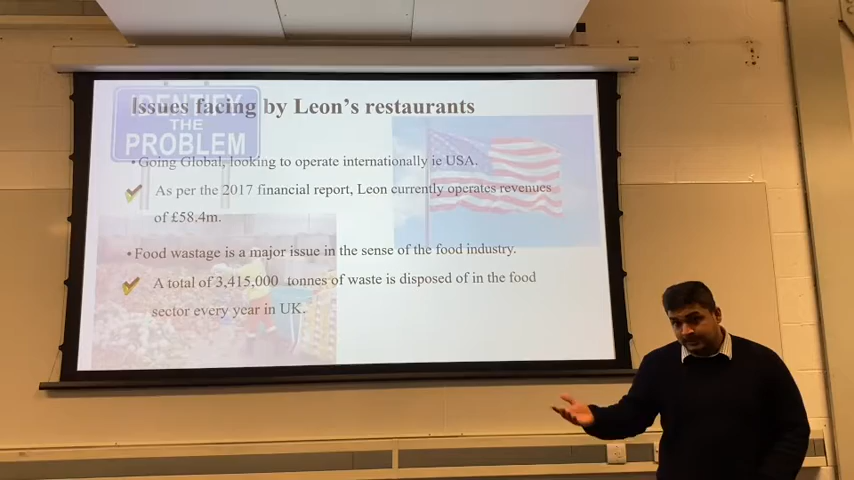 Issues facing by Leon's restaurants
IDENTIFY
THE
PROBLEM
• Going Global, looking to operate internationally ie USA.
As per the 2017 financial report, Leon currently operates revenues
of £58.4m.
• Food wastage is a major issue in the sense of the food industry.
A total of 3,415,000 tonnes of waste is disposed of in the food
sector every year in UK.